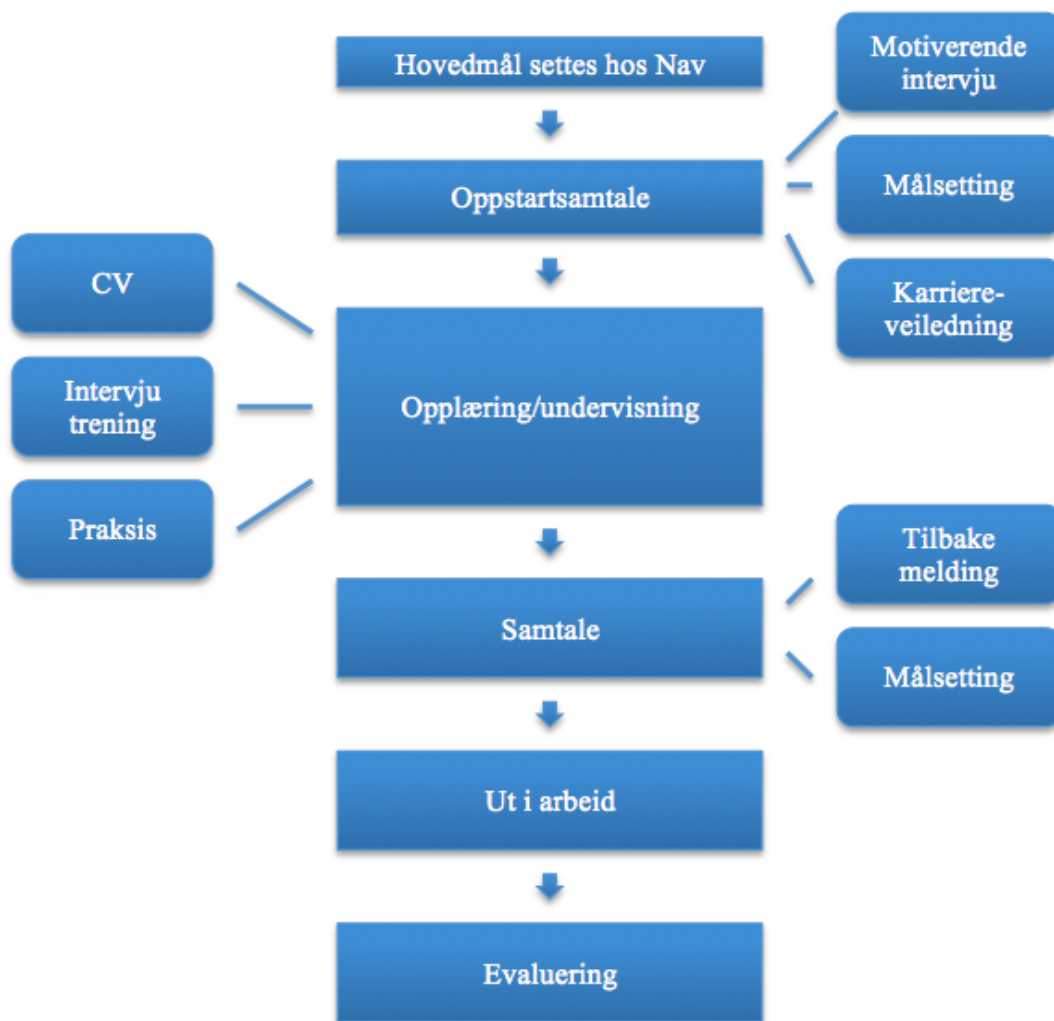 Hovedmål settes hos Nav
Oppstartsamtale
Motiverende
intervju
Målsetting
Karriere-
veiledning
Opplæring/undervisning
CV
Intervju
trening
Praksis
Samtale
Tilbake
melding
Målsetting
Ut i arbeid
Evaluering